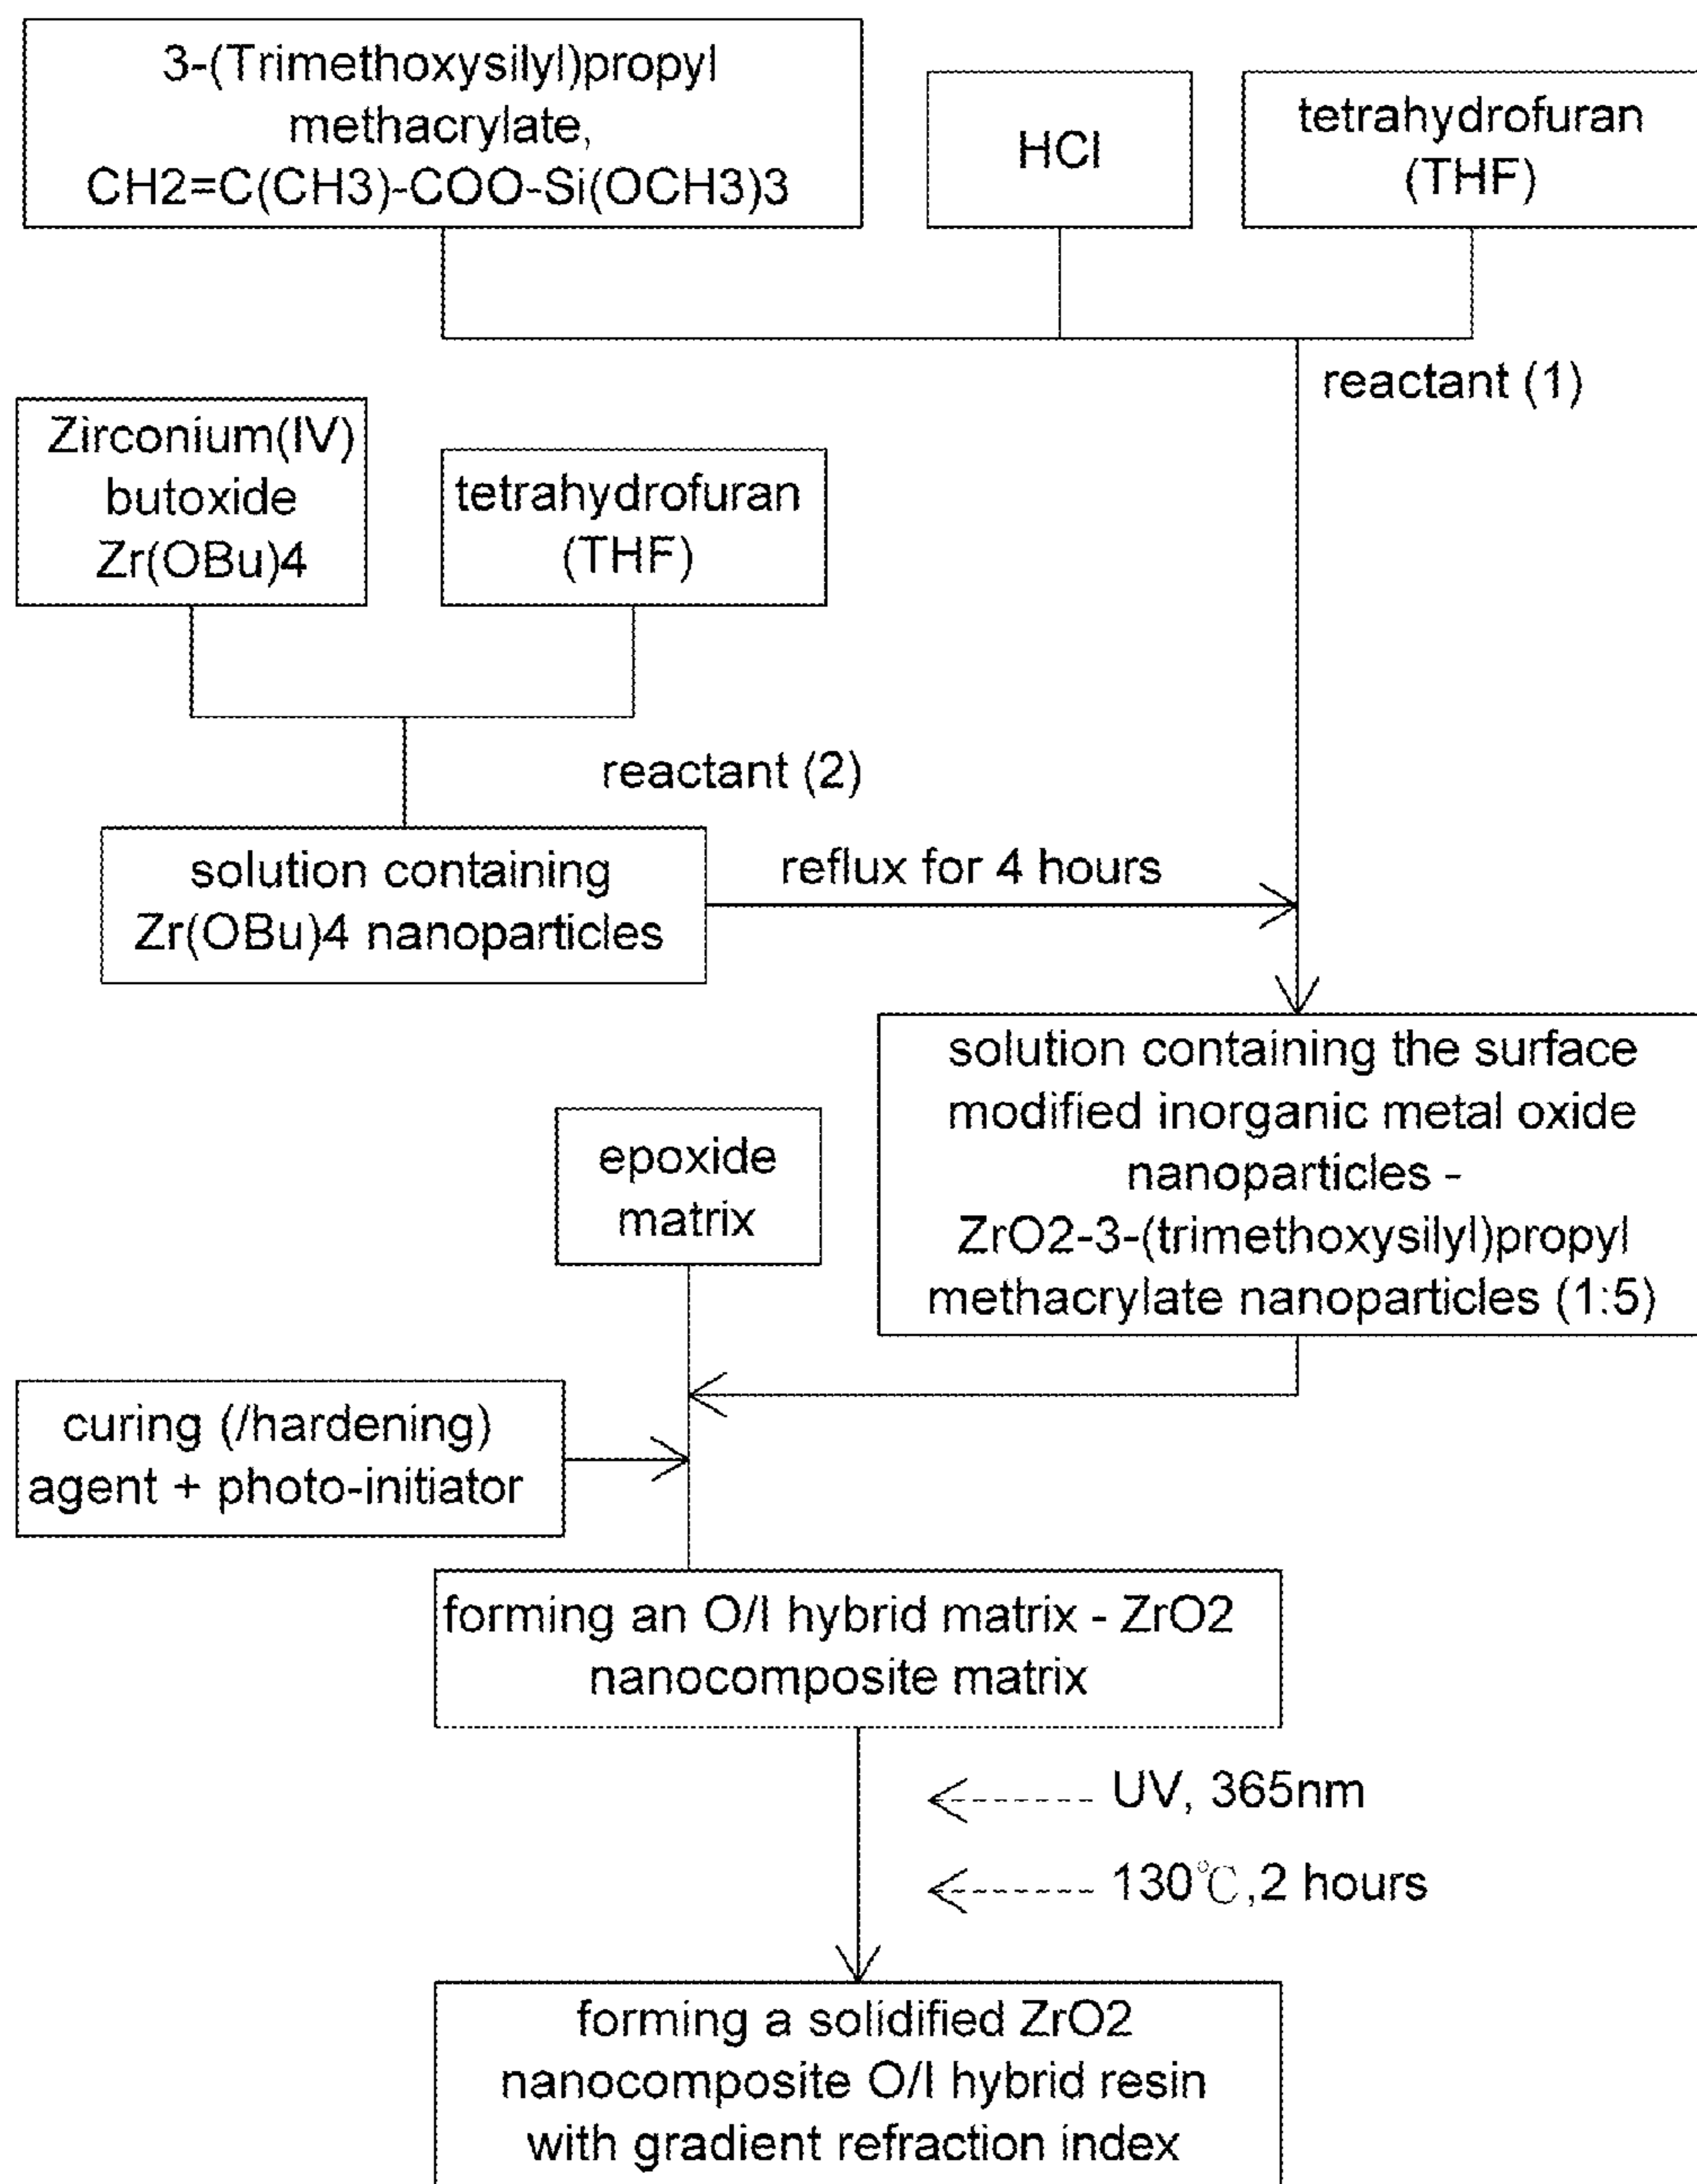 3-(Trimethoxysilyl)propyl
methacrylate,
CH2=C(CH3)-COO-Si(OCH3)3
HCl
tetrahydrofuran
(THF)
reactant (1)
Zirconium(IV)
butoxide
Zr(OBu)4
tetrahydrofuran
(THF)
reactant (2)
solution containing
Zr(OBu)4 nanoparticles
reflux for 4 hours
solution containing the surface
modified inorganic metal oxide
nanoparticles -
ZrO2-3-(trimethoxysilyl)propyl
methacrylate nanoparticles (1:5)
epoxide
matrix
curing (/hardening)
agent + photo-initiator
forming an O/I hybrid matrix - ZrO2
nanocomposite matrix
UV, 365nm
130℃,2 hours
forming a solidified ZrO2
nanocomposite O/I hybrid resin
with gradient refraction index